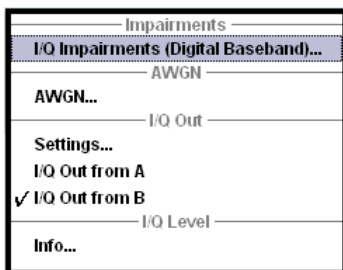 Impairments
I/Q Impairments (Digital Baseband)...
AWGN
AWGN...
I/Q Out
Settings...
I/Q Out from A
I/Q Out from B
I/Q Level
Info...